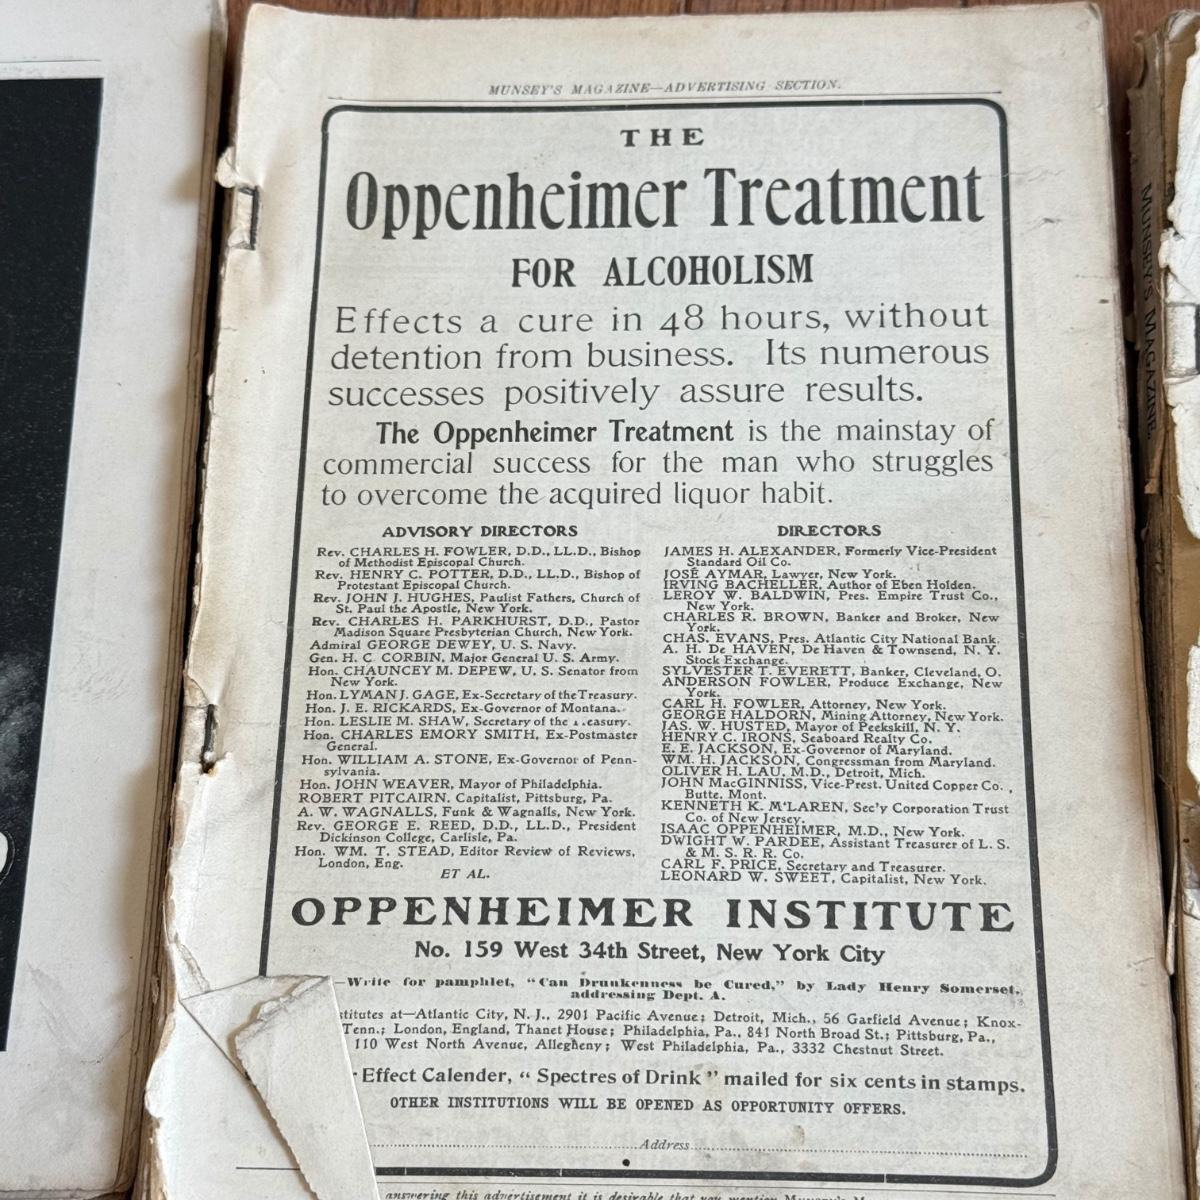 MUNSEY'S MAGAZINE—ADVERTISING SECTION.
THE
Oppenheimer Treatment
FOR ALCOHOLISM
Effects a cure in 48 hours, without
detention from business. Its numerous
successes positively assure results.
The Oppenheimer Treatment is the mainstay of
commercial success for the man who struggles
to overcome the acquired liquor habit.
ADVISORY DIRECTORS
Rev. CHARLES H. FOWLER, D.D., LL.D., Bishop
of Methodist Episcopal Church.
Rev. HENRY C. POTTER, D.D., LL.D., Bishop of
Protestant Episcopal Church.
Rev. JOHN J. HUGHES, Paulist Fathers, Church of
St. Paul the Apostle, New York.
Rev. CHARLES H. PARKHURST, D.D., Pastor
Madison Square Presbyterian Church, New York.
Admiral GEORGE DEWEY, U. S. Navy.
Gen. H. C. CORBIN, Major General U. S. Army.
Hon. CHAUNCEY M. DEPEW, U. S. Senator from
New York.
Hon. LYMAN J. GAGE, Ex-Secretary of the Treasury.
Hon. J. E. RICKARDS, Ex-Governor of Montana.
Hon. LESLIE M. SHAW, Secretary of the easury.
Hon. CHARLES EMORY SMITH, Ex-Postmaster
General.
Hon. WILLIAM A. STONE, Ex-Governor of Penn-
sylvania.
Hon. JOHN WEAVER, Mayor of Philadelphia.
ROBERT PITCAIRN, Capitalist, Pittsburg, Pa.
A. W. WAGNALLS, Funk & Wagnalls, New York.
Rev. GEORGE E. REED, D.D., LL.D., President
Dickinson College, Carlisle, Pa.
Hon. WM. T. STEAD, Editor Review of Reviews,
London, Eng.
ET AL.
DIRECTORS
JAMES H. ALEXANDER, Formerly Vice-President
Standard Oil Co.
JOSÉ AYMAR, Lawyer, New York.
IRVING BACHELLER, Author of Eben Holden.
LEROY W. BALDWIN, Pres. Empire Trust Co.,
New York.
CHARLES R. BROWN, Banker and Broker, New
York.
CHAS. EVANS, Pres. Atlantic City National Bank.
A. H. De HAVEN, De Haven & Townsend, N. Y.
Stock Exchange.
SYLVESTER T. EVERETT, Banker, Cleveland, O.
ANDERSON FOWLER, Produce Exchange, New
York.
CARL H. FOWLER, Attorney, New York.
GEORGE HALDORN, Mining Attorney, New York.
JAS. W. HUSTED, Mayor of Peekskill, N. Y.
HENRY C. IRONS, Seaboard Realty Co.
E. E. JACKSON, Ex-Governor of Maryland.
WM. H. JACKSON, Congressman from Maryland.
OLIVER H. LAU, M.D., Detroit, Mich.
JOHN MacGINNISS, Vice-Prest. United Copper Co.,
Butte, Mont.
KENNETH K. M'LAREN, Sec'y Corporation Trust
Co. of New Jersey.
ISAAC OPPENHEIMER, M.D., New York.
DWIGHT W. PARDEE, Assistant Treasurer of L. S.
& M. S. R. R. Co.
CARL F. PRICE, Secretary and Treasurer.
LEONARD W. SWEET, Capitalist, New York.
OPPENHEIMER INSTITUTE
No. 159 West 34th Street, New York City
—Write for pamphlet, "Can Drunkenness be Cured," by Lady Henry Somerset,
addressing Dept. A.
stitutes at—Atlantic City, N. J., 2901 Pacific Avenue; Detroit, Mich., 56 Garfield Avenue; Knox-
Tenn.; London, England, Thanet House; Philadelphia, Pa., 841 North Broad St.; Pittsburg, Pa.,
110 West North Avenue, Allegheny; West Philadelphia, Pa., 3332 Chestnut Street.
Effect Calender, "Spectres of Drink" mailed for six cents in stamps.
OTHER INSTITUTIONS WILL BE OPENED AS OPPORTUNITY OFFERS.
Address
answering this advertisement it is desirable that you mention
MUNSEY'S MAGAZINE